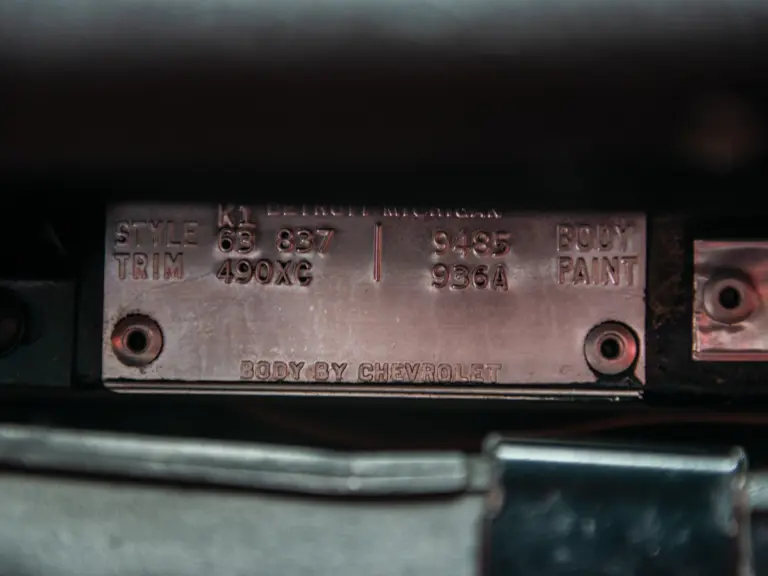 K1 DETROIT MICHIGAN
STYLE 63 837 | 9485 BODY
TRIM 490XC 936A PAINT
BODY BY CHEVROLET